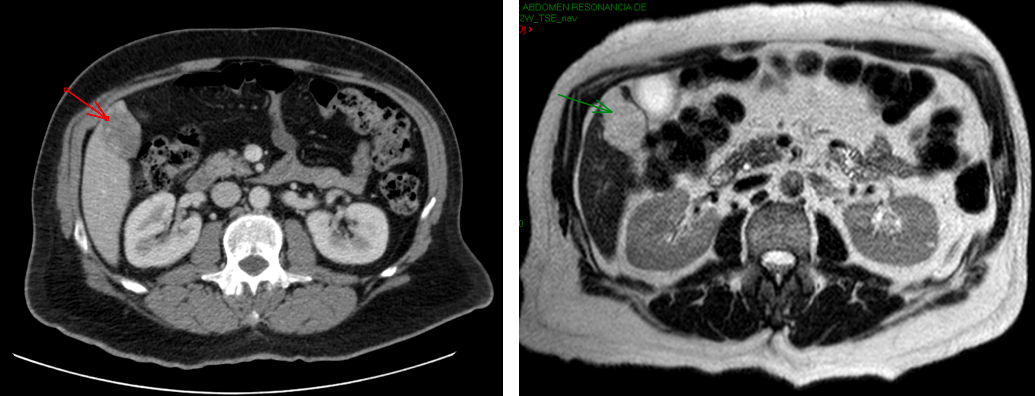 ABDOMEN RESONANCIA DE
2W_TSE_nav